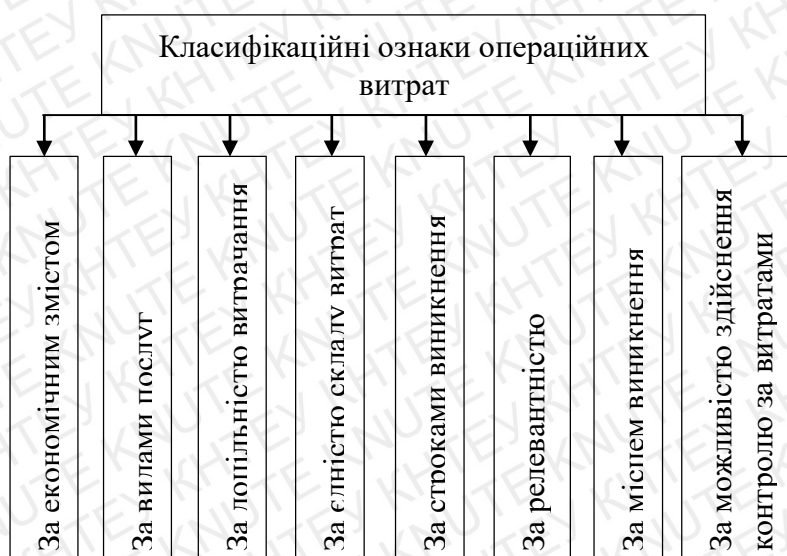 Класифікаційні ознаки операційних
витрат
За економічним змістом
За видами послуг
За доцільністю витрачання
За єдністю складу витрат
За строками виникнення
За релевантністю
За місцем виникнення
За можливістю здійснення
контролю за витратами